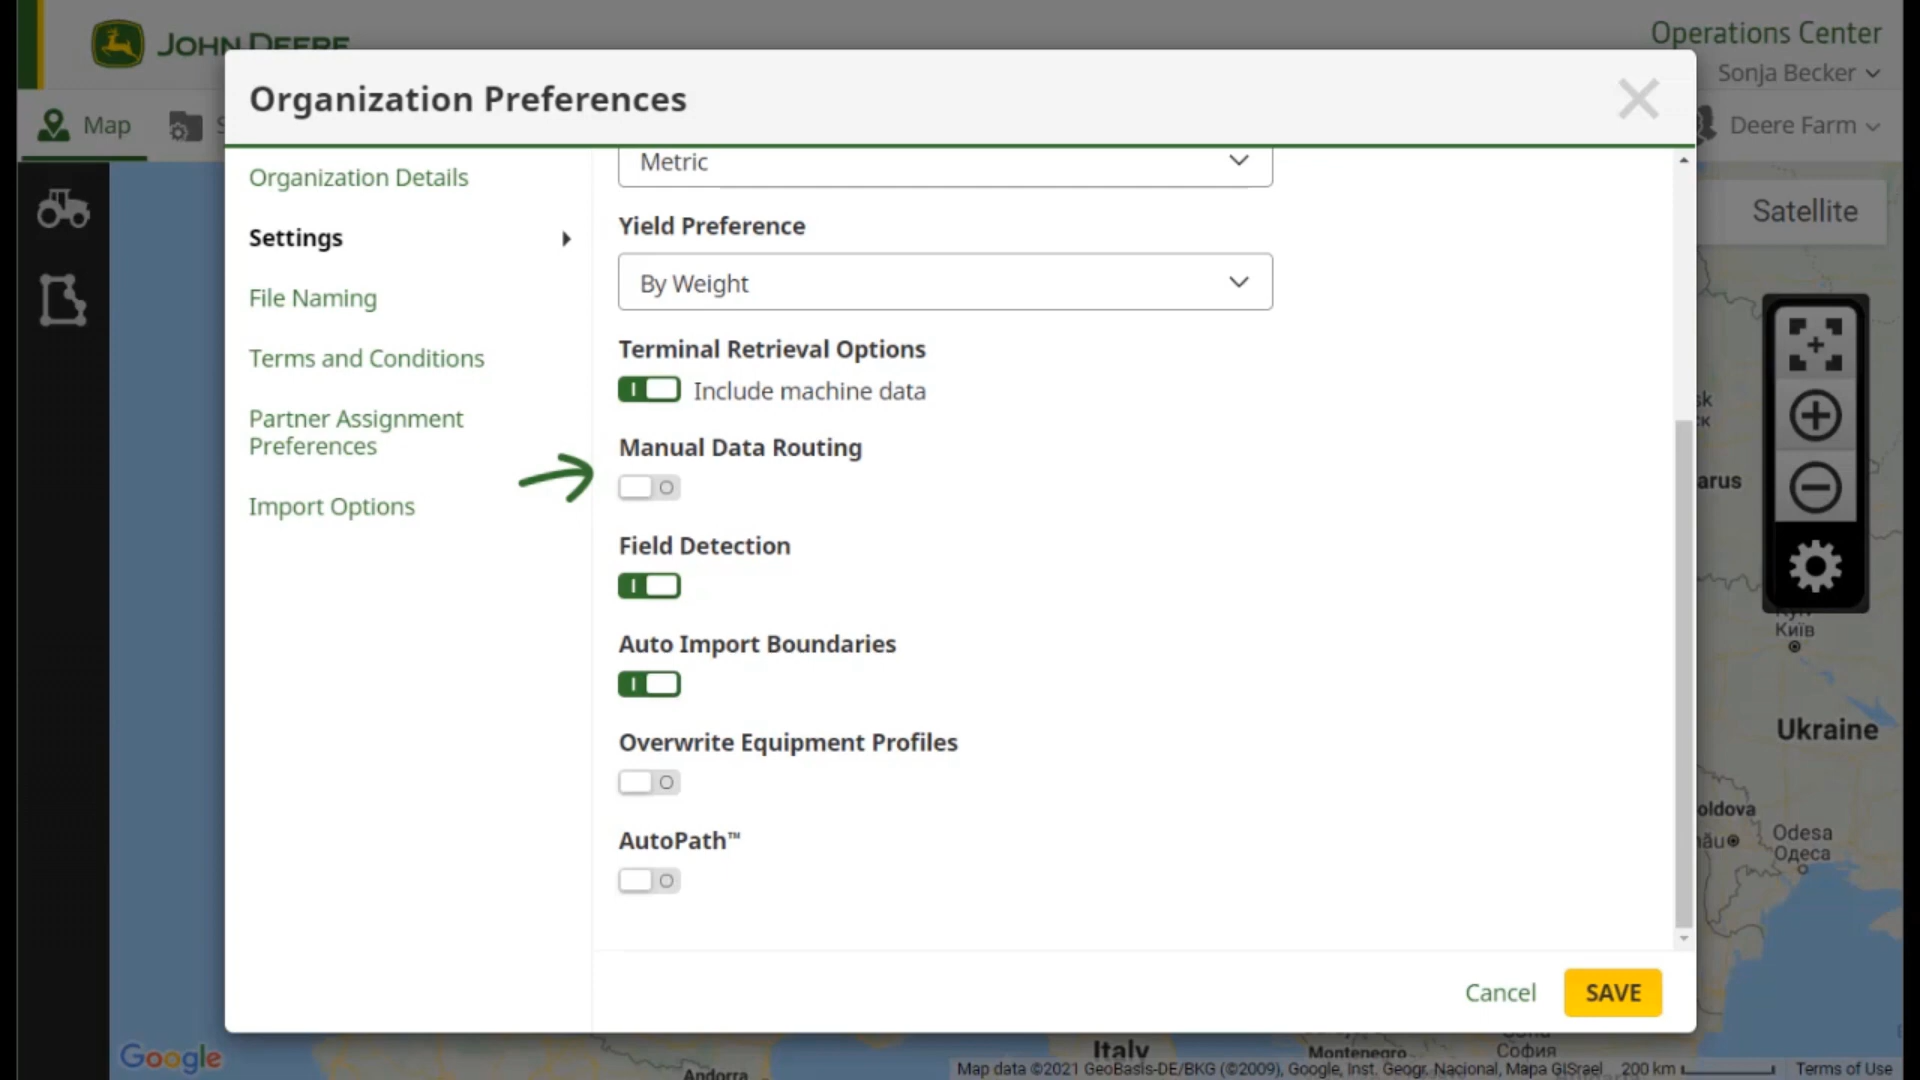 JOHN DEERE
Operations Center
Sonja Becker
Map
Deere Farm
Organization Preferences
Organization Details
Settings
File Naming
Terms and Conditions
Partner Assignment
Preferences
Import Options
Metric
Yield Preference
By Weight
Terminal Retrieval Options
Include machine data
Manual Data Routing
Field Detection
Auto Import Boundaries
Overwrite Equipment Profiles
AutoPath™
Cancel
SAVE
Satellite
arus
Київ
Ukraine
oldova
Odesa
Одеса
Google
Andorra
Italy
Montenegro
София
Map data ©2021 GeoBasis-DE/BKG (©2009), Google, Inst. Geogr. Nacional, Mapa GISrael
200 km
Terms of Use